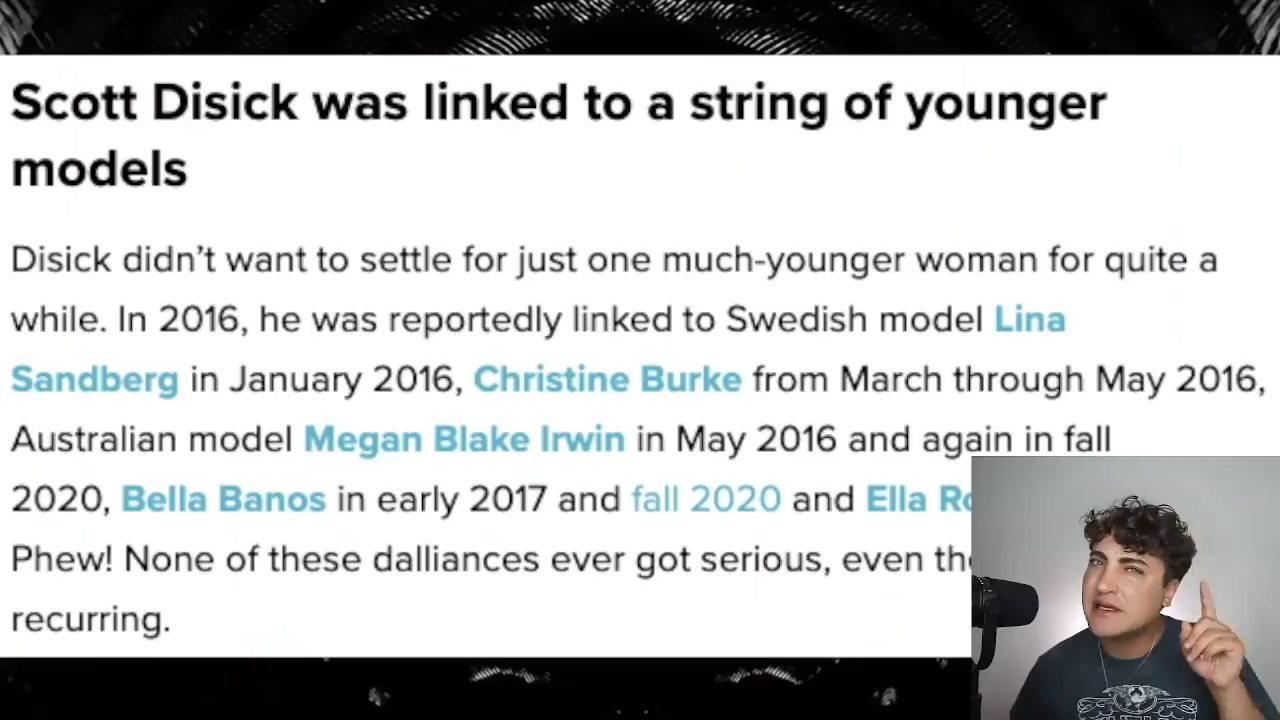 Scott Disick was linked to a string of younger
models
Disick didn’t want to settle for just one much-younger woman for quite a
while. In 2016, he was reportedly linked to Swedish model Lina
Sandberg in January 2016, Christine Burke from March through May 2016,
Australian model Megan Blake Irwin in May 2016 and again in fall
2020, Bella Banos in early 2017 and fall 2020 and Ella
Phew! None of these dalliances ever got serious, even
recurring.